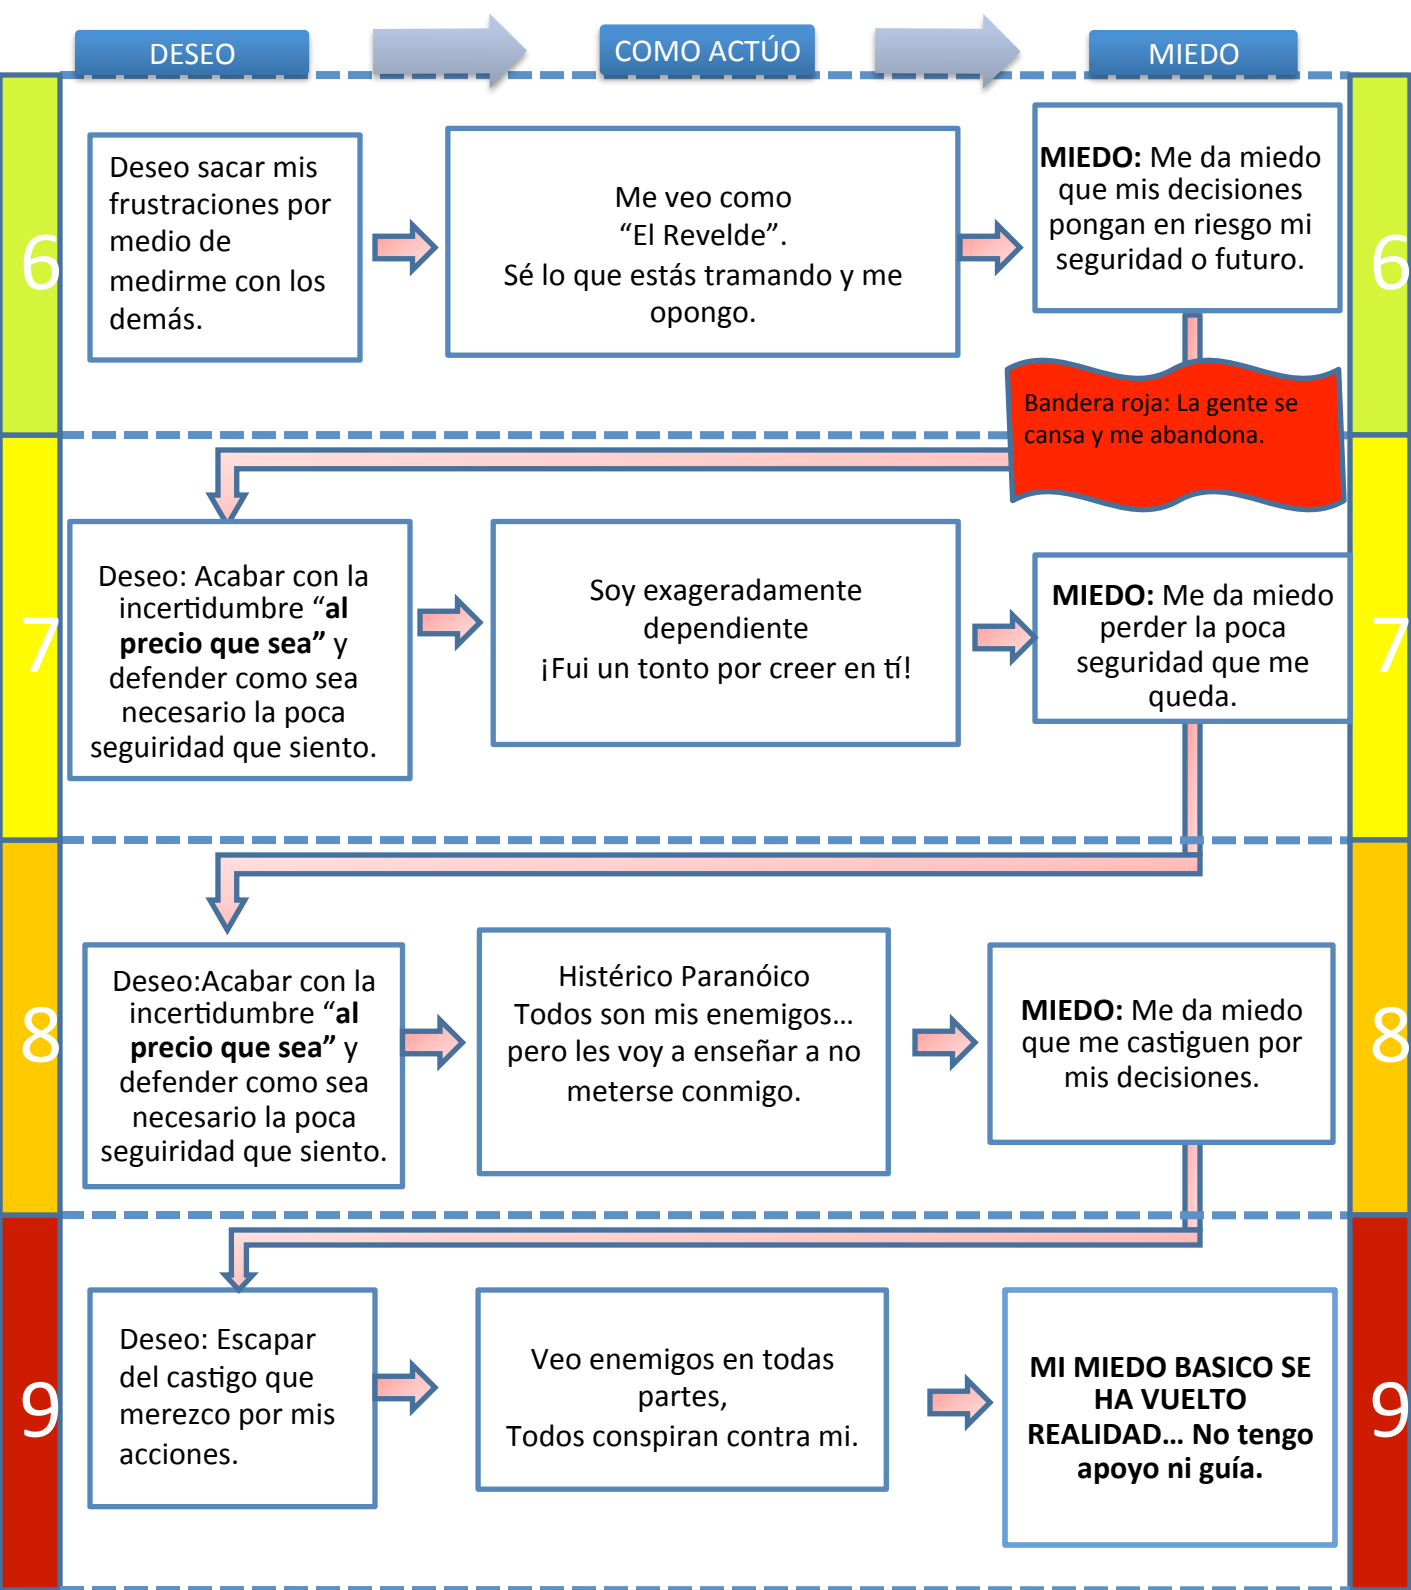 DESEO
COMO ACTÚO
MIEDO
6
Deseo sacar mis
frustraciones por
medio de
medirme con los
demás.
Me veo como
“El Revelde”.
Sé lo que estás tramando y me
opongo.
MIEDO: Me da miedo
que mis decisiones
pongan en riesgo mi
seguridad o futuro.
6
Bandera roja: La gente se
cansa y me abandona.
7
Deseo: Acabar con la
incertidumbre “al
precio que sea” y
defender como sea
necesario la poca
seguiridad que siento.
Soy exageradamente
dependiente
¡Fui un tonto por creer en tí!
MIEDO: Me da miedo
perder la poca
seguridad que me
queda.
7
8
Deseo:Acabar con la
incertidumbre “al
precio que sea” y
defender como sea
necesario la poca
seguiridad que siento.
Histérico Paranóico
Todos son mis enemigos…
pero les voy a enseñar a no
meterse conmigo.
MIEDO: Me da miedo
que me castiguen por
mis decisiones.
8
9
Deseo: Escapar
del castigo que
merezco por mis
acciones.
Veo enemigos en todas
partes,
Todos conspiran contra mi.
MI MIEDO BASICO SE
HA VUELTO
REALIDAD… No tengo
apoyo ni guía.
9